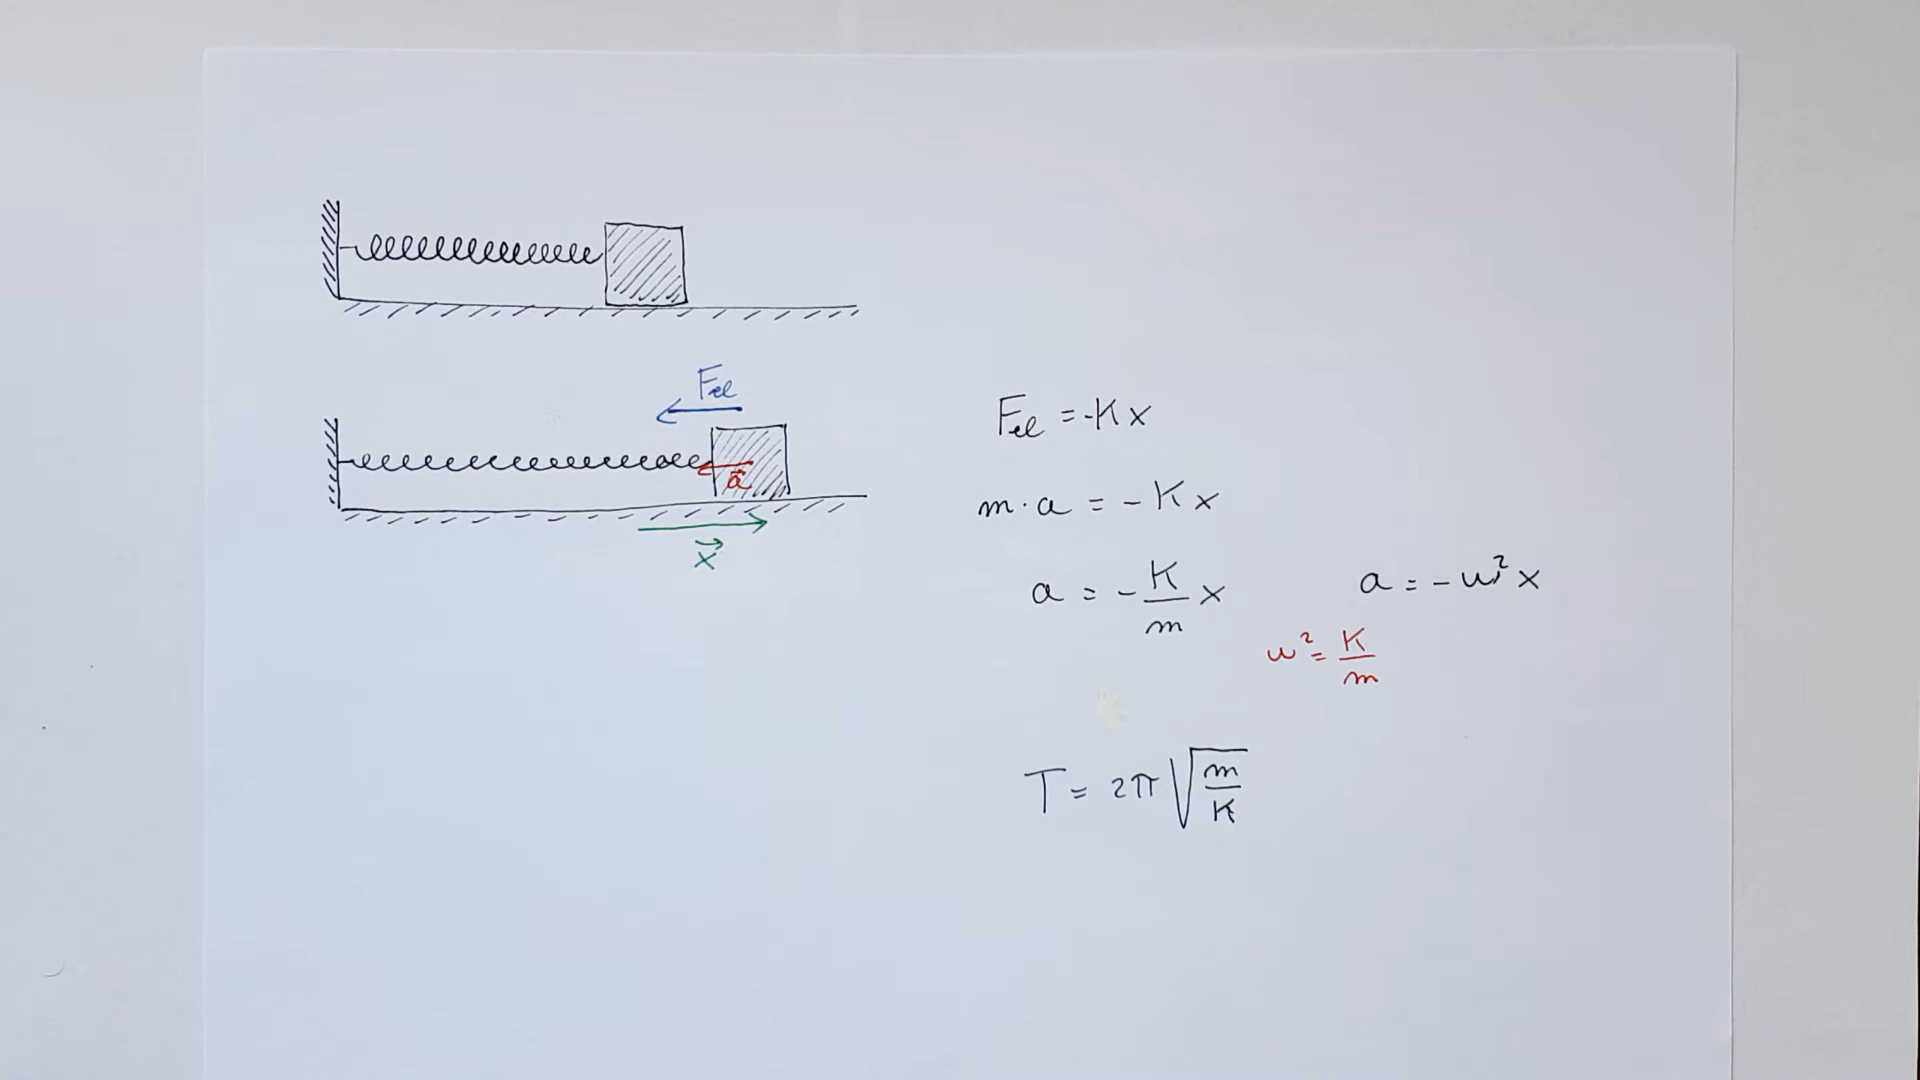 Fel
a⃗
x⃗
Fel = -Kx
m·a = -Kx
a = -K/m x
a = -ω²x
ω² = K/m
T = 2π√(m/K)